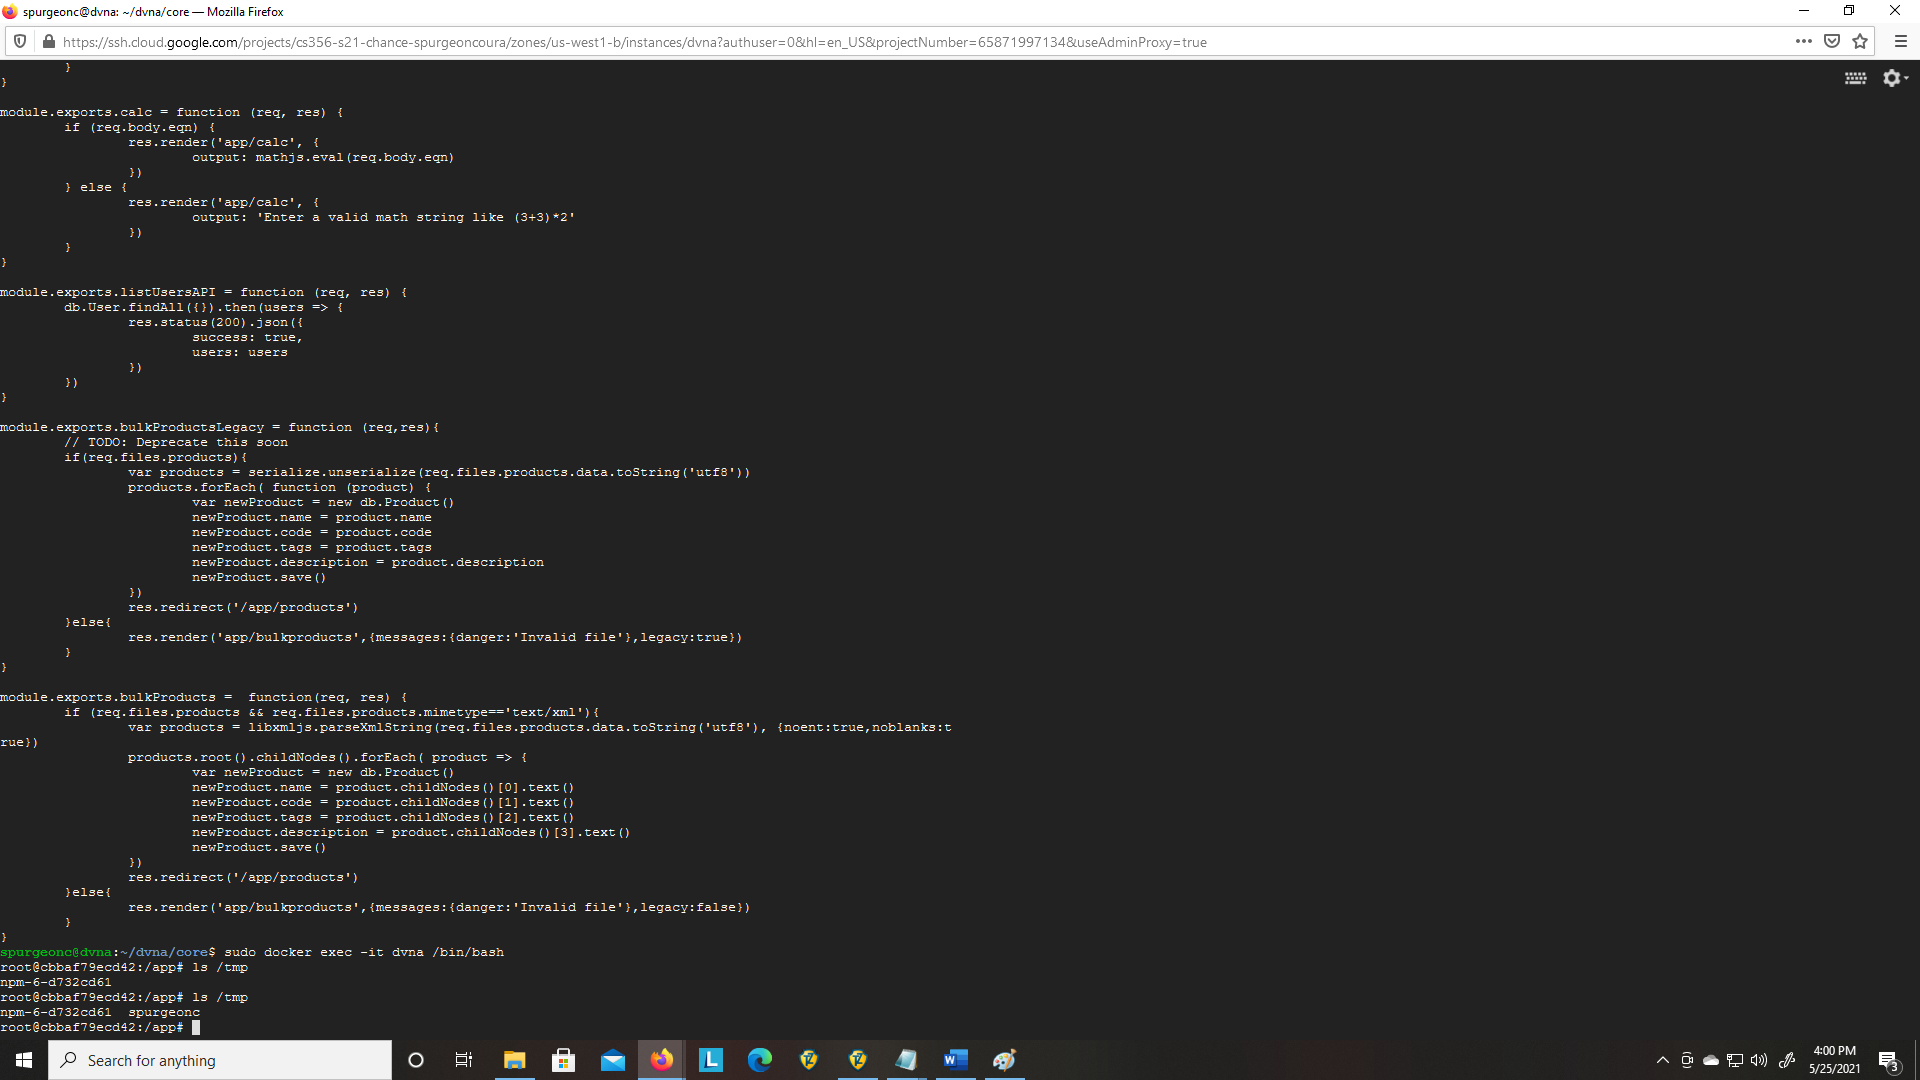 spurgeonc@dvna: ~/dvna/core — Mozilla Firefox
https://ssh.cloud.google.com/projects/cs356-s21-chance-spurgeoncoura/zones/us-west1-b/instances/dvna?authuser=0&hl=en_US&projectNumber=65871997134&useAdminProxy=true
        }
}

module.exports.calc = function (req, res) {
        if (req.body.eqn) {
                res.render('app/calc', {
                        output: mathjs.eval(req.body.eqn)
                })
        } else {
                res.render('app/calc', {
                        output: 'Enter a valid math string like (3+3)*2'
                })
        }
}

module.exports.listUsersAPI = function (req, res) {
        db.User.findAll({}).then(users => {
                res.status(200).json({
                        success: true,
                        users: users
                })
        })
}

module.exports.bulkProductsLegacy = function (req,res){
        // TODO: Deprecate this soon
        if(req.files.products){
                var products = serialize.unserialize(req.files.products.data.toString('utf8'))
                products.forEach( function (product) {
                        var newProduct = new db.Product()
                        newProduct.name = product.name
                        newProduct.code = product.code
                        newProduct.tags = product.tags
                        newProduct.description = product.description
                        newProduct.save()
                })
                res.redirect('/app/products')
        }else{
                res.render('app/bulkproducts',{messages:{danger:'Invalid file'},legacy:true})
        }
}

module.exports.bulkProducts =  function(req, res) {
        if (req.files.products && req.files.products.mimetype=='text/xml'){
                var products = libxmljs.parseXmlString(req.files.products.data.toString('utf8'), {noent:true,noblanks:t
rue})
                products.root().childNodes().forEach( product => {
                        var newProduct = new db.Product()
                        newProduct.name = product.childNodes()[0].text()
                        newProduct.code = product.childNodes()[1].text()
                        newProduct.tags = product.childNodes()[2].text()
                        newProduct.description = product.childNodes()[3].text()
                        newProduct.save()
                })
                res.redirect('/app/products')
        }else{
                res.render('app/bulkproducts',{messages:{danger:'Invalid file'},legacy:false})
        }
}
spurgeonc@dvna:~/dvna/core$ sudo docker exec -it dvna /bin/bash
root@cbbaf79ecd42:/app# ls /tmp
npm-6-d732cd61
root@cbbaf79ecd42:/app# ls /tmp
npm-6-d732cd61  spurgeonc
root@cbbaf79ecd42:/app#
Search for anything
L
W
4:00 PM
5/25/2021
3